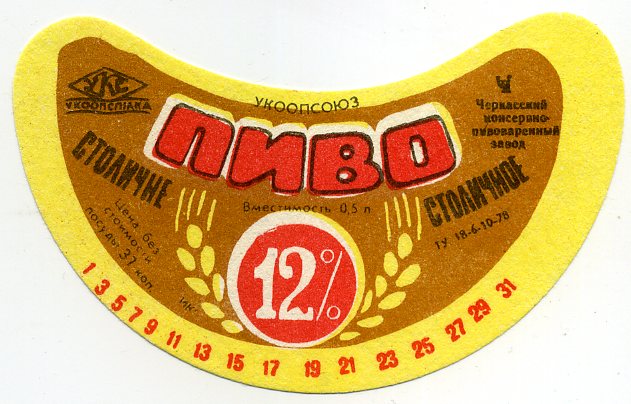 УКООПСОЮЗ
УКС
УКООПСПІЛКА
Черкасский
консервно-
пивоваренный
завод
ПИВО
СТОЛИЧНЕ
СТОЛИЧНОЕ
Вместимость 0,5 л
ТУ 18-6-10-78
Цена без
стоимости
посуды 37 коп
12%
1 3 5 7 9 11 13 15 17 19 21 23 25 27 29 31